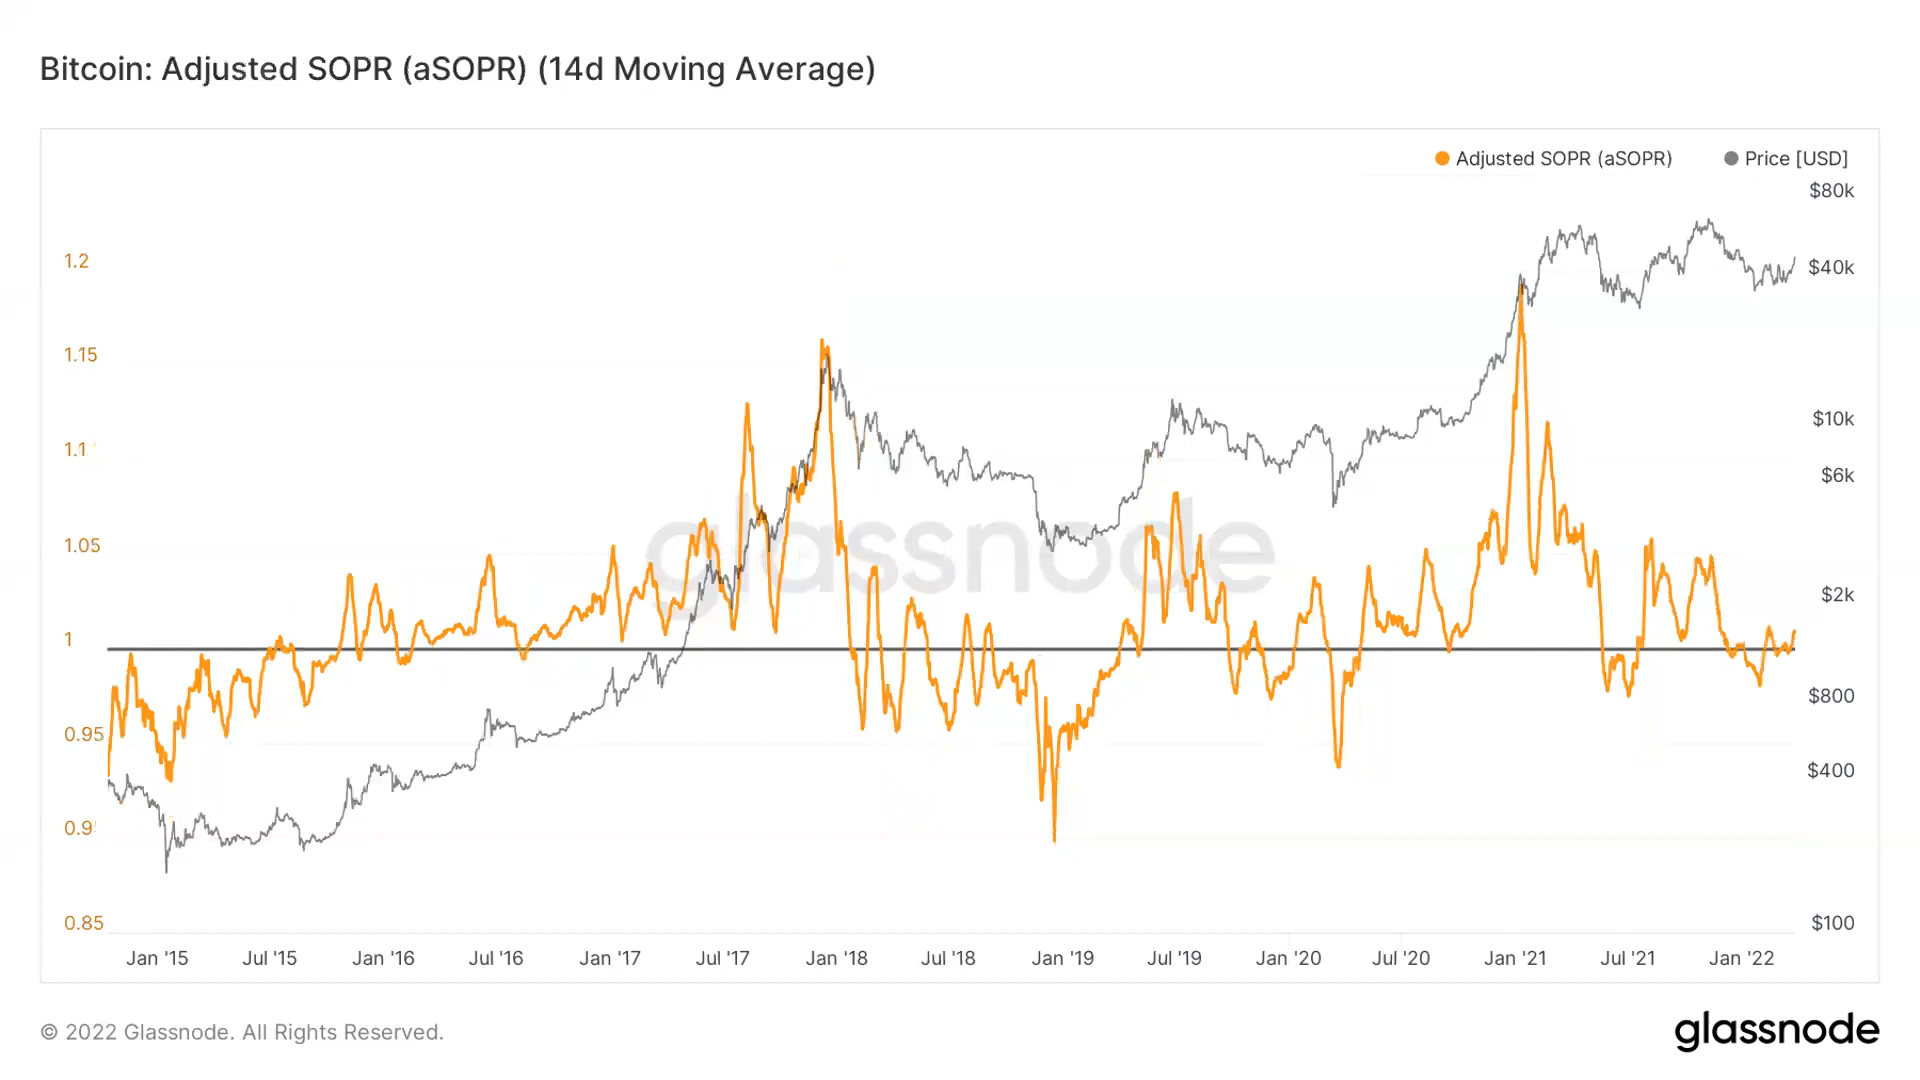 Bitcoin: Adjusted SOPR (aSOPR) (14d Moving Average)
Adjusted SOPR (aSOPR) Price [USD]
$80k
1.2
$40k
1.15
$10k
1.1
$6k
glassnode
1.05
$2k
1
$800
0.95
$400
0.9
0.85
$100
Jan '15 Jul '15 Jan '16 Jul '16 Jan '17 Jul '17 Jan '18 Jul '18 Jan '19 Jul '19 Jan '20 Jul '20 Jan '21 Jul '21 Jan '22
© 2022 Glassnode. All Rights Reserved.
glassnode